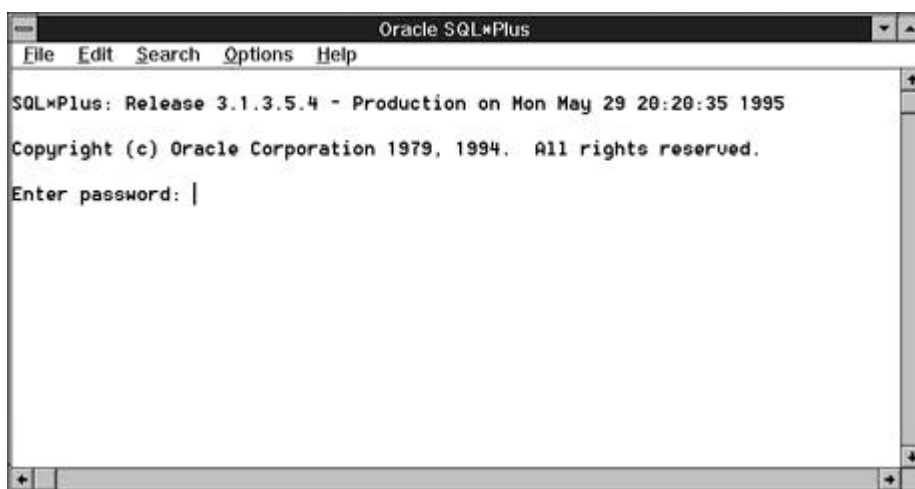 Oracle SQL*Plus
File Edit Search Options Help
SQL*Plus: Release 3.1.3.5.4 - Production on Mon May 29 20:20:35 1995
Copyright (c) Oracle Corporation 1979, 1994.  All rights reserved.
Enter password: